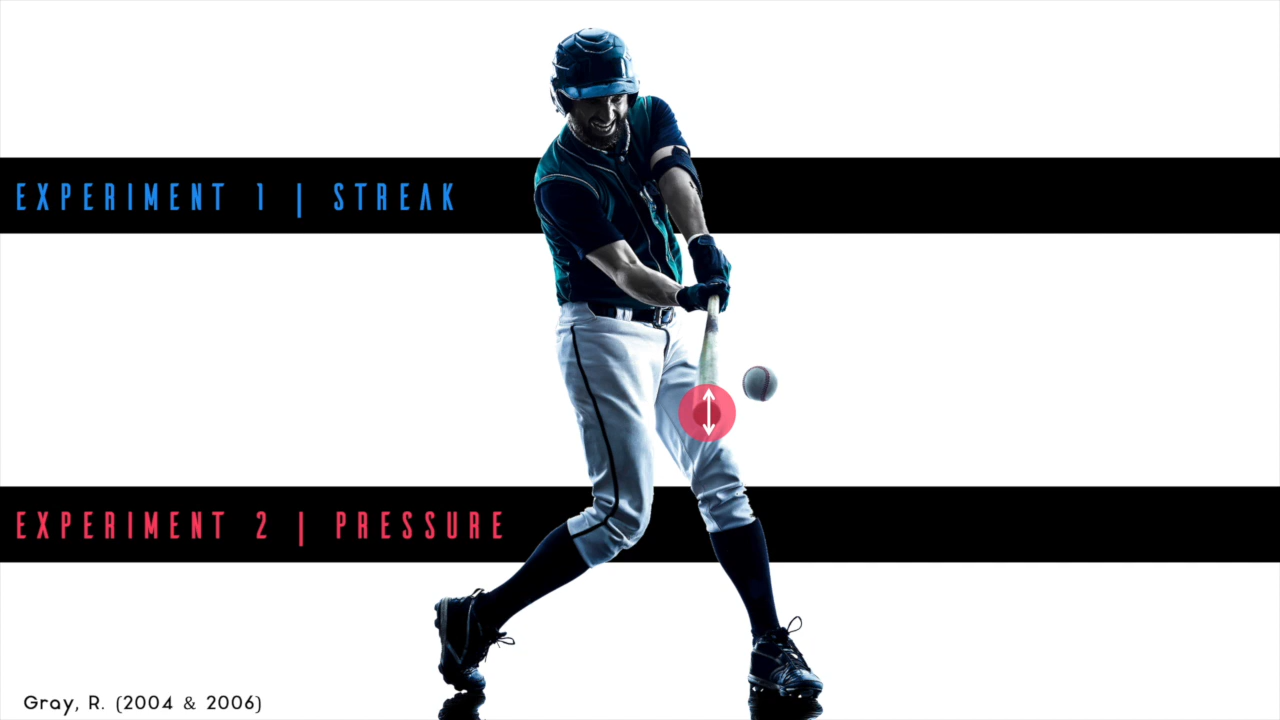 EXPERIMENT 1 | STREAK
EXPERIMENT 2 | PRESSURE
Gray, R. (2004 & 2006)